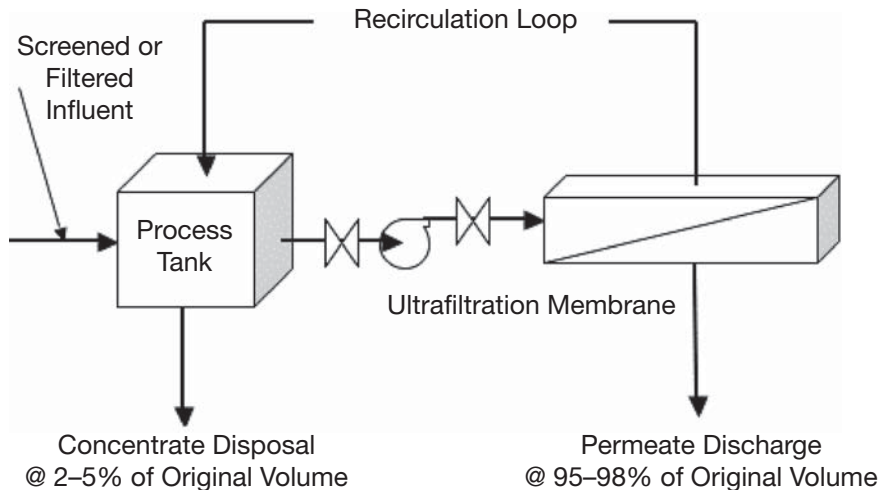 Recirculation Loop
Screened or
Filtered
Influent
Process
Tank
Ultrafiltration Membrane
Concentrate Disposal
@ 2–5% of Original Volume
Permeate Discharge
@ 95–98% of Original Volume